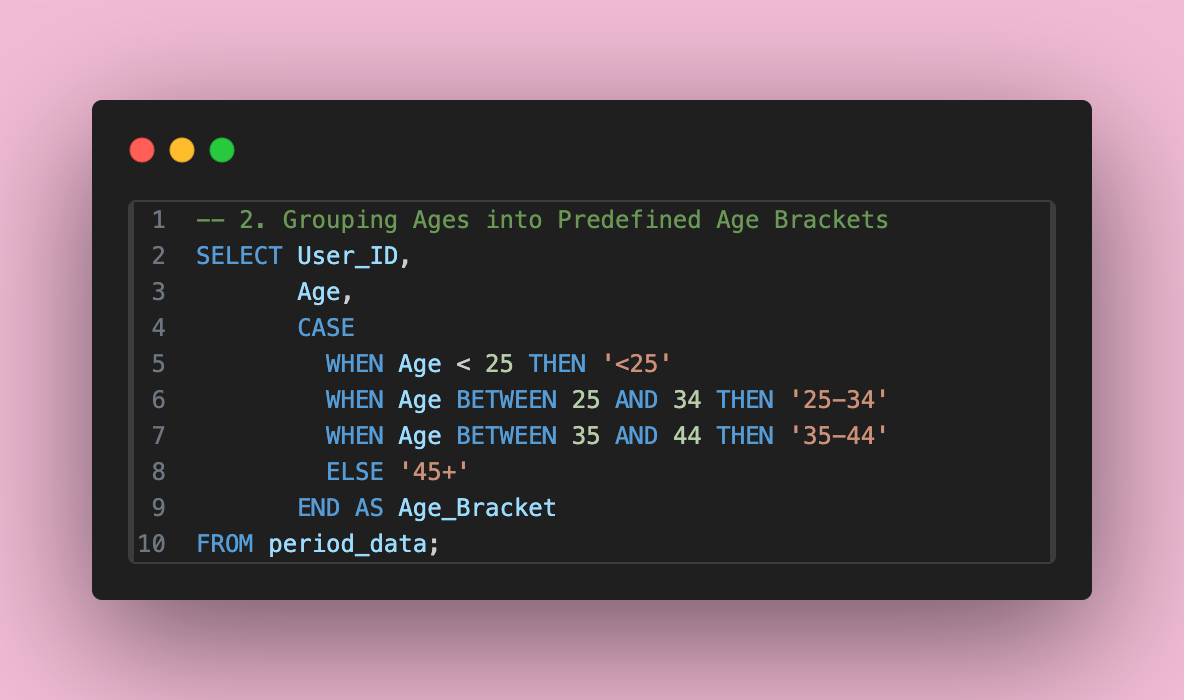 1 -- 2. Grouping Ages into Predefined Age Brackets
2 SELECT User_ID,
3        Age,
4        CASE
5          WHEN Age < 25 THEN '<25'
6          WHEN Age BETWEEN 25 AND 34 THEN '25-34'
7          WHEN Age BETWEEN 35 AND 44 THEN '35-44'
8          ELSE '45+'
9        END AS Age_Bracket
10 FROM period_data;